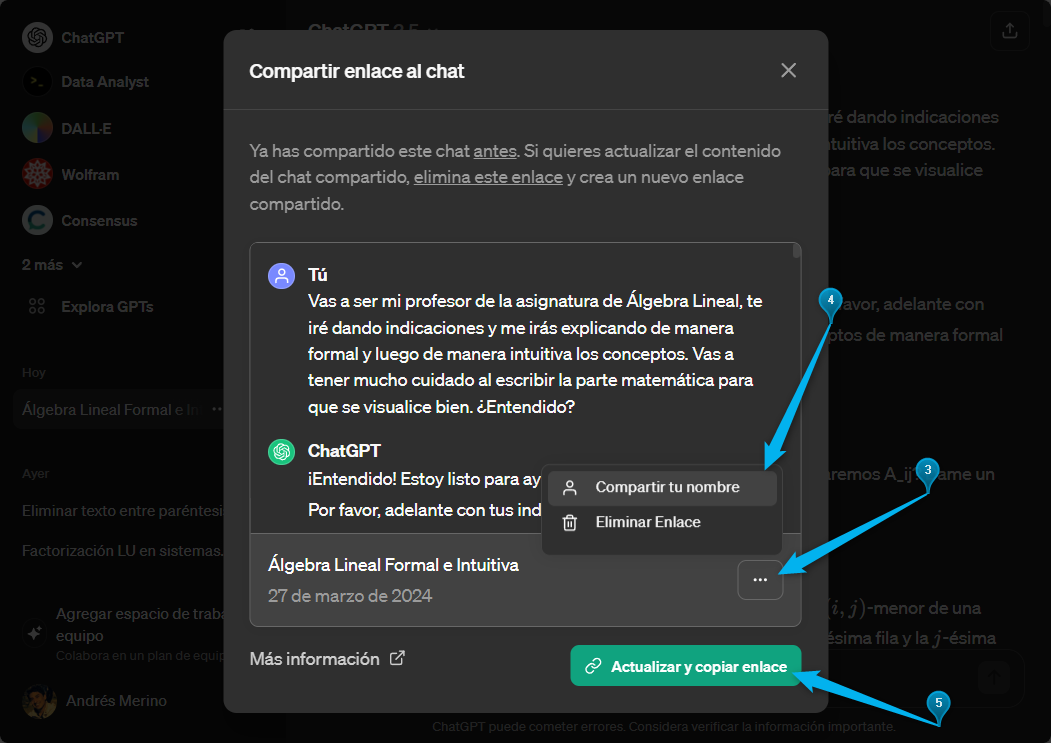 ChatGPT
Data Analyst
DALL·E
Wolfram
Consensus
2 más
Explora GPTs
Hoy
Álgebra Lineal Formal e In
Ayer
Eliminar texto entre paréntesi
Factorización LU en sistemas.
Agregar espacio de traba
equipo
Colabora en un plan de equip
Andrés Merino
ChatGPT 3.5
Compartir enlace al chat
Ya has compartido este chat antes. Si quieres actualizar el contenido
del chat compartido, elimina este enlace y crea un nuevo enlace
compartido.
Tú
Vas a ser mi profesor de la asignatura de Álgebra Lineal, te
iré dando indicaciones y me irás explicando de manera
formal y luego de manera intuitiva los conceptos. Vas a
tener mucho cuidado al escribir la parte matemática para
que se visualice bien. ¿Entendido?
ChatGPT
¡Entendido! Estoy listo para ay
Por favor, adelante con tus ind
Compartir tu nombre
Eliminar Enlace
Álgebra Lineal Formal e Intuitiva
27 de marzo de 2024
...
Más información
Actualizar y copiar enlace
4
3
5
ré dando indicaciones
tuitiva los conceptos.
para que se visualice
favor, adelante con
ptos de manera formal
aremos A_ij? Dame un
(i, j)-menor de una
ésima fila y la j-ésima
ChatGPT puede cometer errores. Considera verificar la información importante.